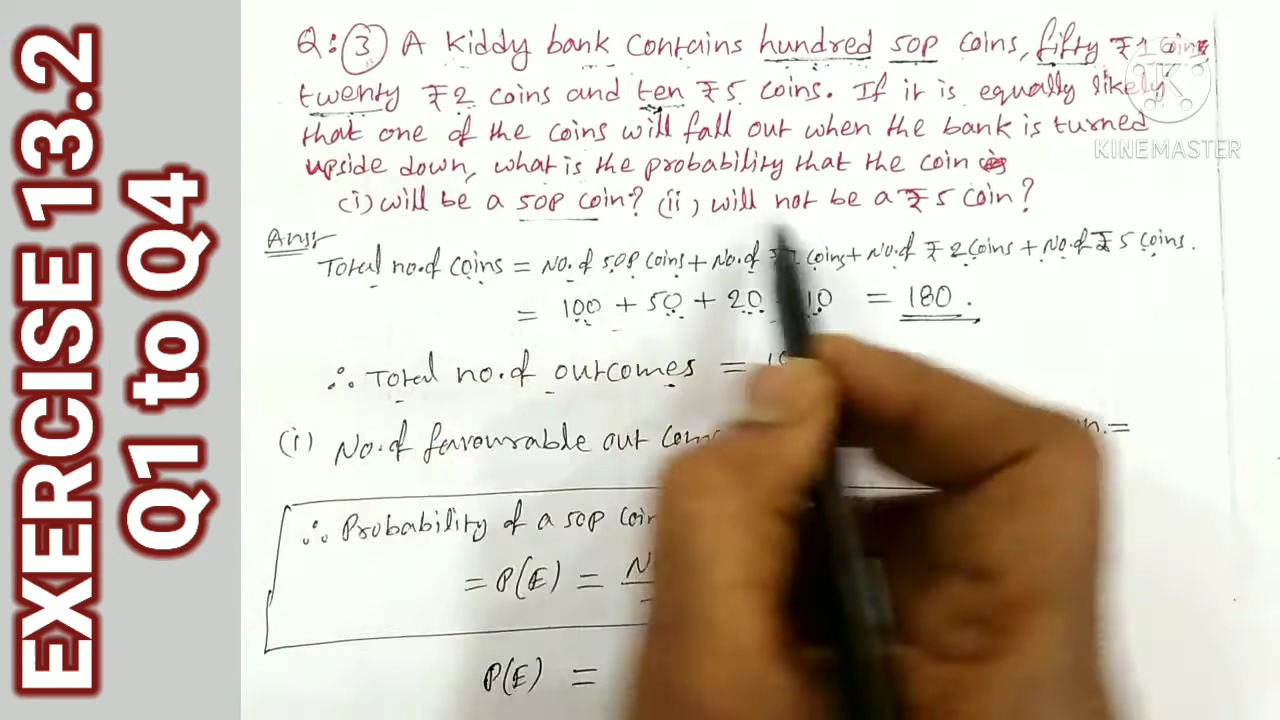 EXERCISE 13.2
Q1 to Q4
Q:③ A Kiddy bank contains hundred 50p coins, fifty ₹1 coins
twenty ₹2 coins and ten ₹5 coins. If it is equally likely
that one of the coins will fall out when the bank is turned
upside down, what is the probability that the coin
(i) will be a 50p coin? (ii) will not be a ₹5 coin?
Ans
Total no.of coins = No. of 50p coins + No. of coins + No. of ₹2 coins + No. of ₹5 coins.
= 100 + 50 + 20 10 = 180.
∴ Total no. of outcomes =
(i) No. of favourable out =
∴ Probability of a 50p
= P(E) =
P(E) =
KINEMASTER